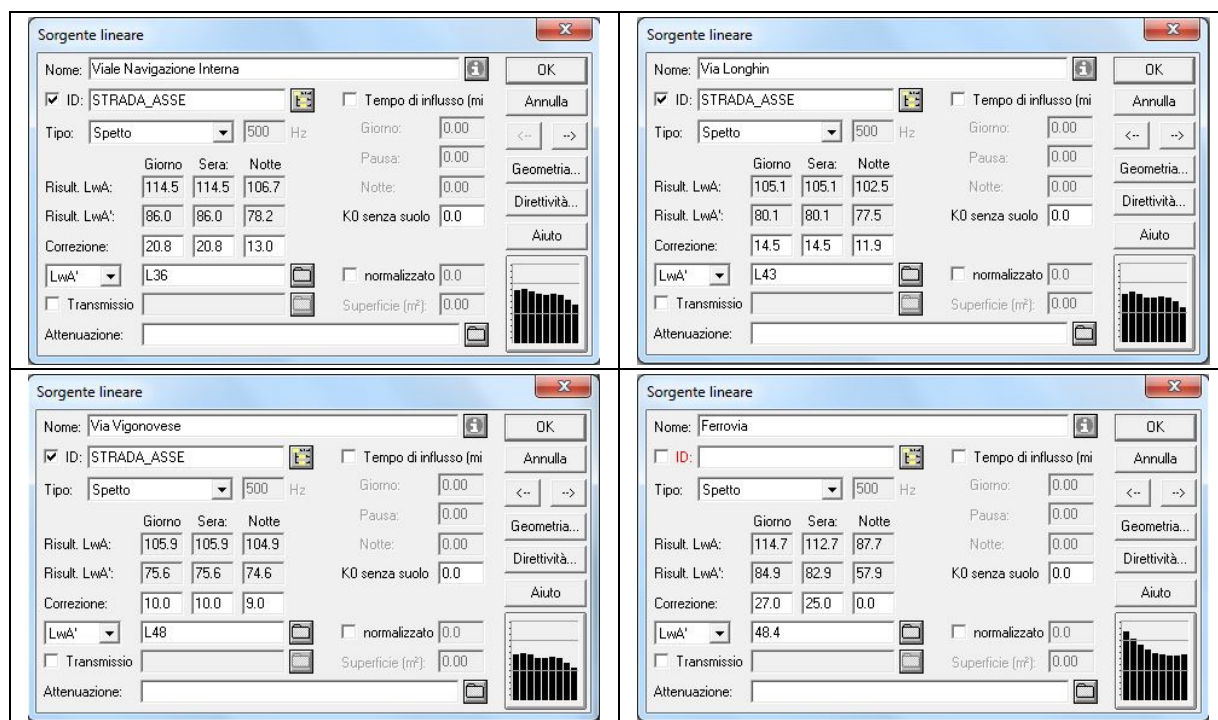 Sorgente lineare
Nome: Viale Navigazione Interna OK
ID: STRADA_ASSE Tempo di influsso (mi Annulla
Tipo: Spetto 500 Hz Giorno: 0.00 <-- -->
Giorno Sera: Notte Pausa: 0.00 Geometria...
Risult. LwA: 114.5 114.5 106.7 Notte: 0.00 Direttività...
Risult. LwA': 86.0 86.0 78.2 K0 senza suolo 0.0
Correzione: 20.8 20.8 13.0 Aiuto
LwA' L36 normalizzato 0.0
Transmissio Superficie (m²): 0.00
Attenuazione:
Sorgente lineare
Nome: Via Longhin OK
ID: STRADA_ASSE Tempo di influsso (mi Annulla
Tipo: Spetto 500 Hz Giorno: 0.00 <-- -->
Giorno Sera: Notte Pausa: 0.00 Geometria...
Risult. LwA: 105.1 105.1 102.5 Notte: 0.00 Direttività...
Risult. LwA': 80.1 80.1 77.5 K0 senza suolo 0.0
Correzione: 14.5 14.5 11.9 Aiuto
LwA' L43 normalizzato 0.0
Transmissio Superficie (m²): 0.00
Attenuazione:
Sorgente lineare
Nome: Via Vigonovese OK
ID: STRADA_ASSE Tempo di influsso (mi Annulla
Tipo: Spetto 500 Hz Giorno: 0.00 <-- -->
Giorno Sera: Notte Pausa: 0.00 Geometria...
Risult. LwA: 105.9 105.9 104.9 Notte: 0.00 Direttività...
Risult. LwA': 75.6 75.6 74.6 K0 senza suolo 0.0
Correzione: 10.0 10.0 9.0 Aiuto
LwA' L48 normalizzato 0.0
Transmissio Superficie (m²): 0.00
Attenuazione:
Sorgente lineare
Nome: Ferrovia OK
ID: Tempo di influsso (mi Annulla
Tipo: Spetto 500 Hz Giorno: 0.00 <-- -->
Giorno Sera: Notte Pausa: 0.00 Geometria...
Risult. LwA: 114.7 112.7 87.7 Notte: 0.00 Direttività...
Risult. LwA': 84.9 82.9 57.9 K0 senza suolo 0.0
Correzione: 27.0 25.0 0.0 Aiuto
LwA' 48.4 normalizzato 0.0
Transmissio Superficie (m²): 0.00
Attenuazione: